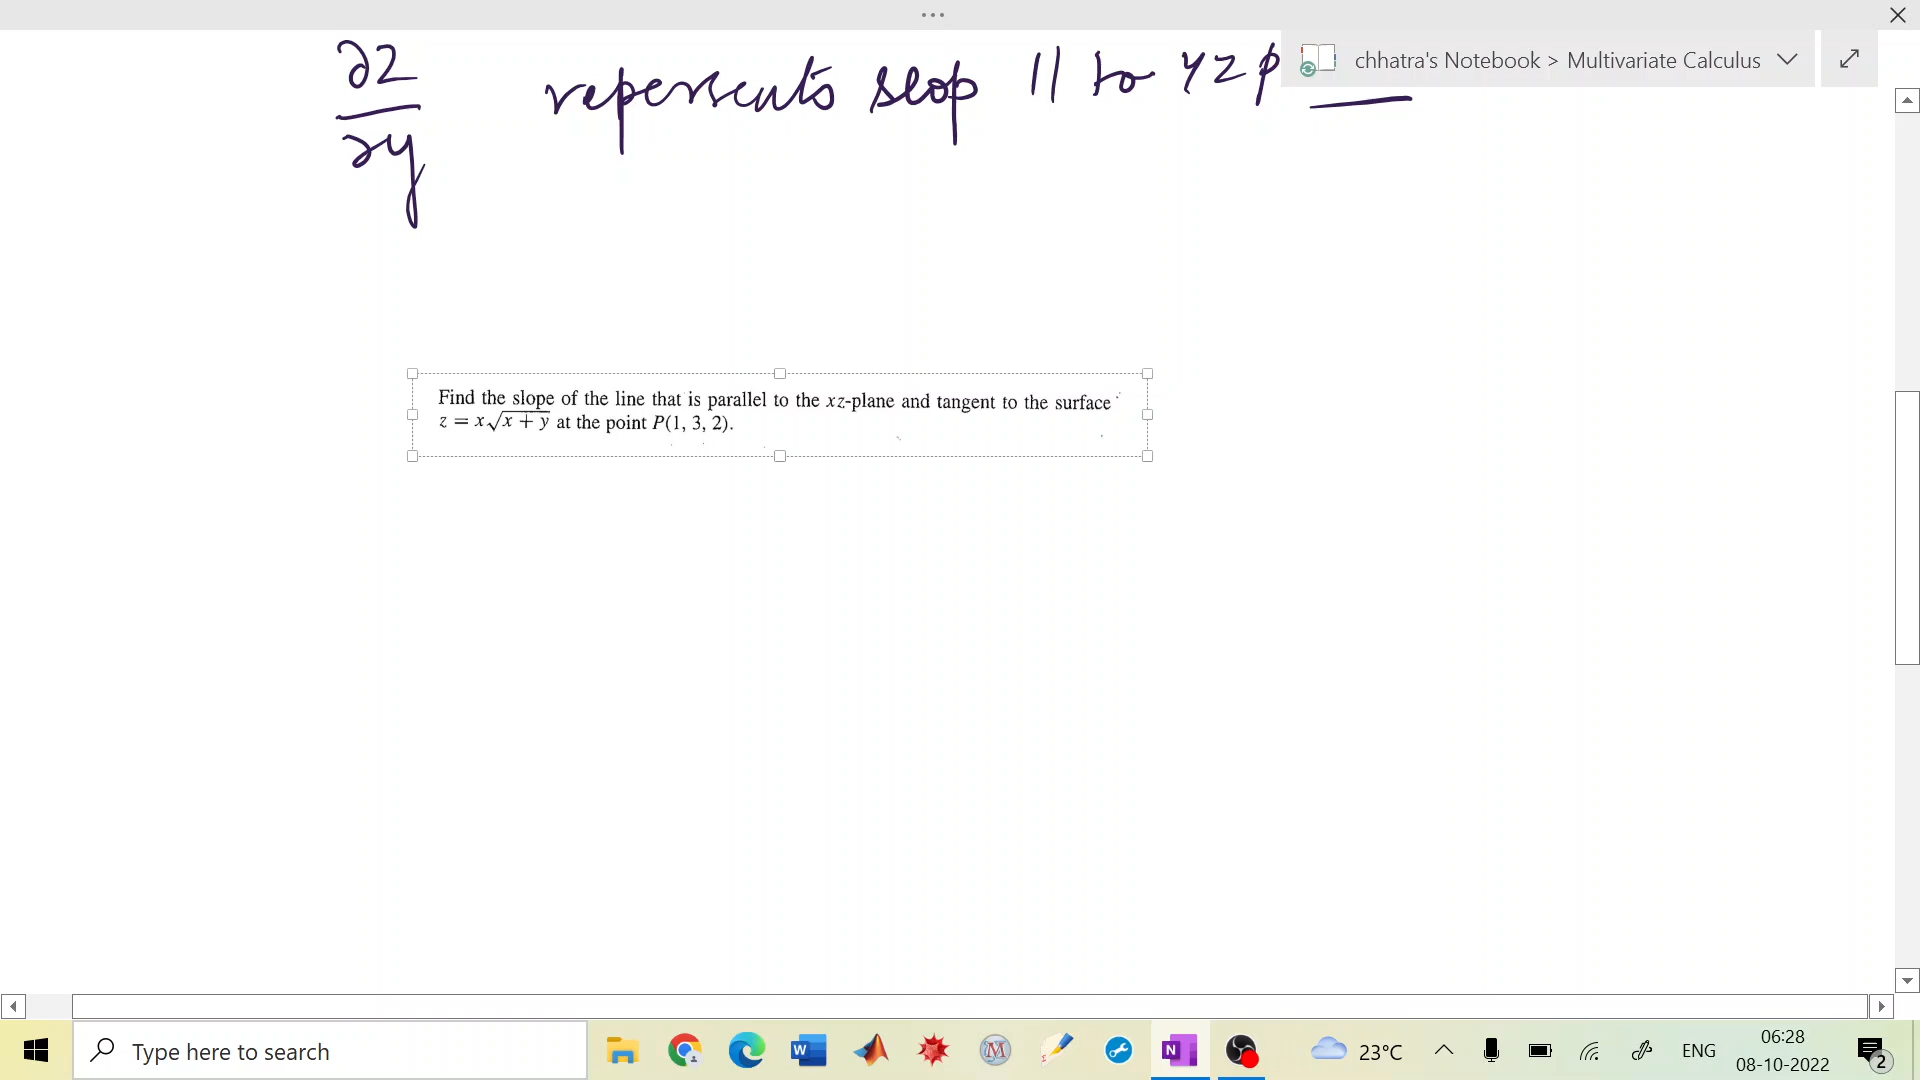 ∂z
∂y
repersents slop || to yz p
chhatra's Notebook > Multivariate Calculus
Find the slope of the line that is parallel to the xz-plane and tangent to the surface
z = x√x + y at the point P(1, 3, 2).
Type here to search
23°C
ENG
06:28
08-10-2022
2